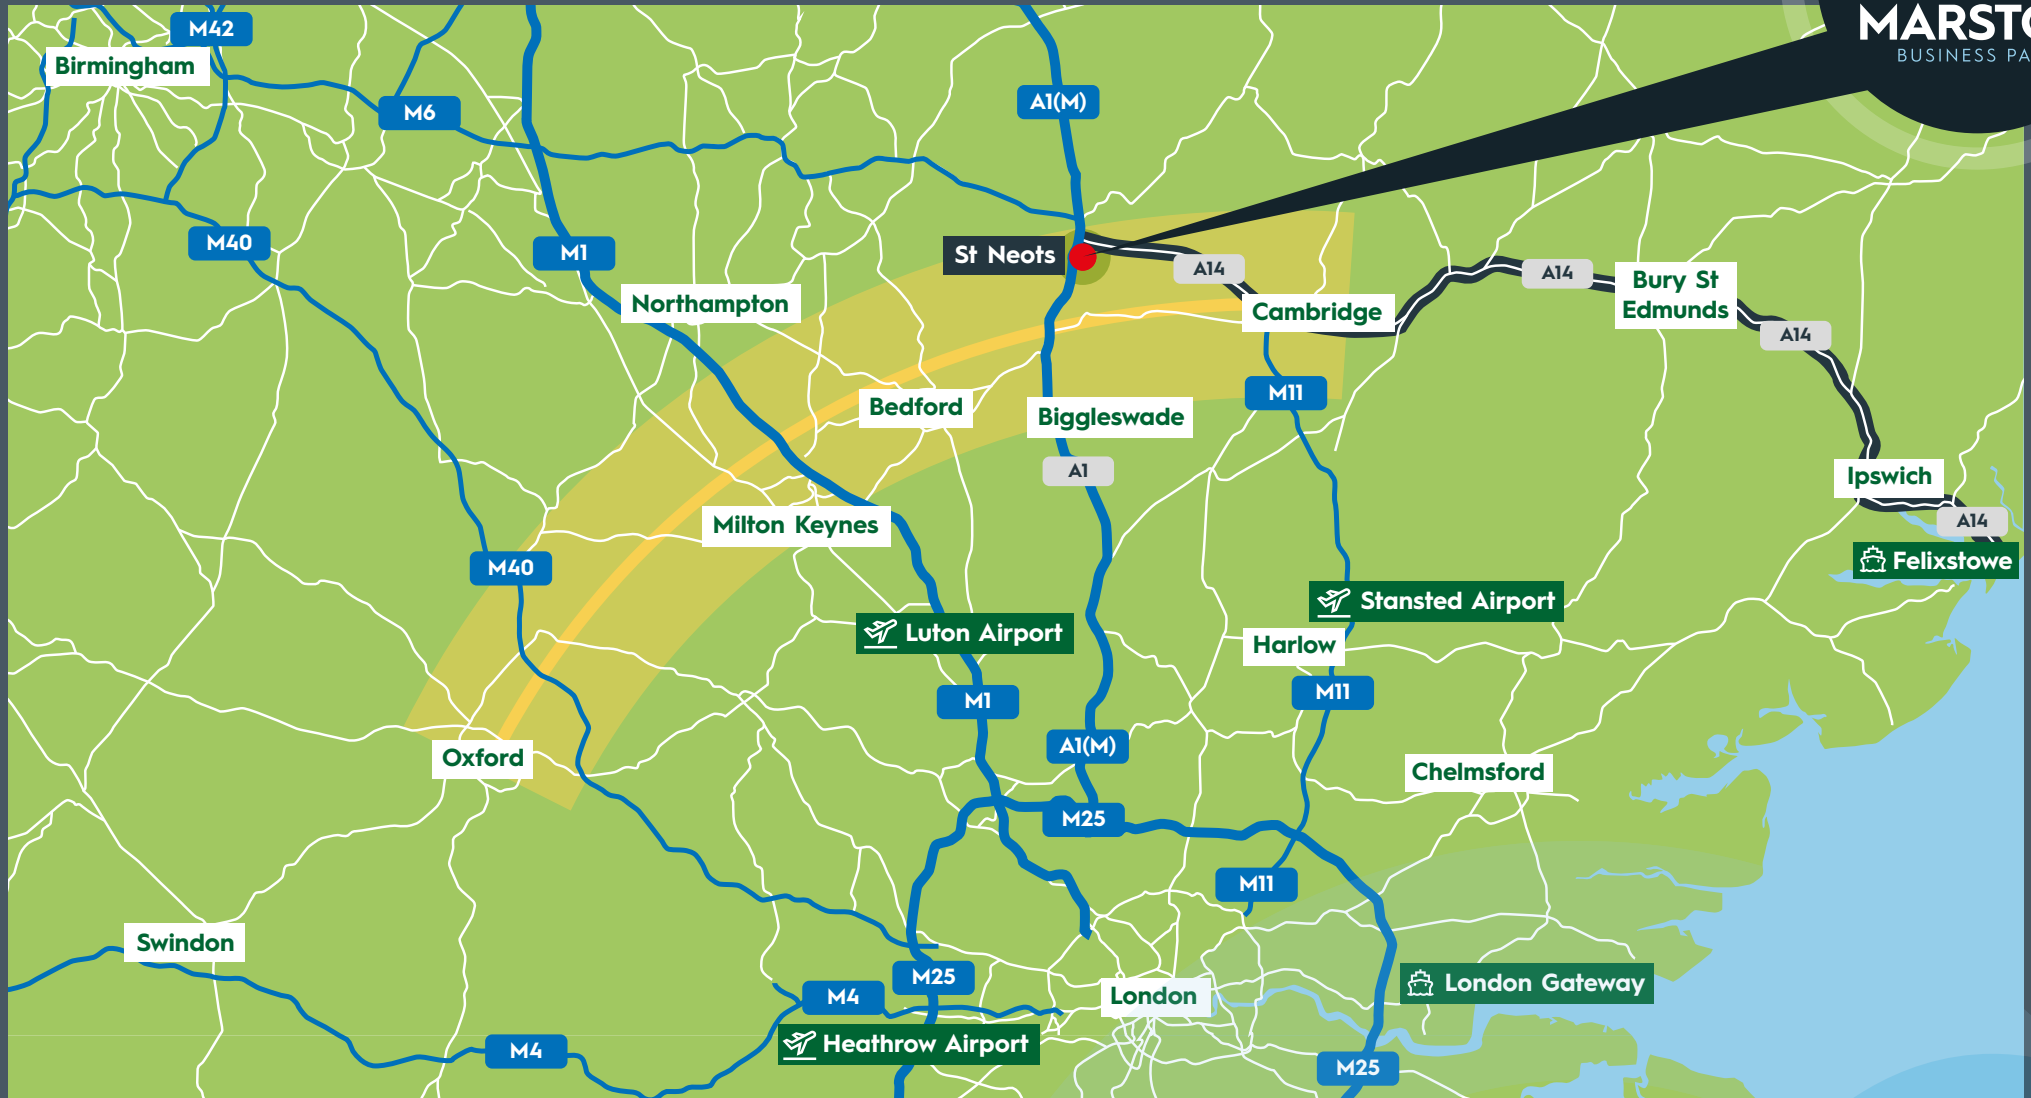 M42
MARSTO
BUSINESS PA
Birmingham
A1(M)
M6
M40
M1
St Neots
A14
A14
Bury St
Edmunds
Northampton
Cambridge
A14
M11
Bedford
Biggleswade
A1
Ipswich
Milton Keynes
A14
Felixstowe
M40
Stansted Airport
Luton Airport
Harlow
M1
M11
A1(M)
Oxford
Chelmsford
M25
M11
Swindon
M25
London Gateway
M4
London
Heathrow Airport
M4
M25